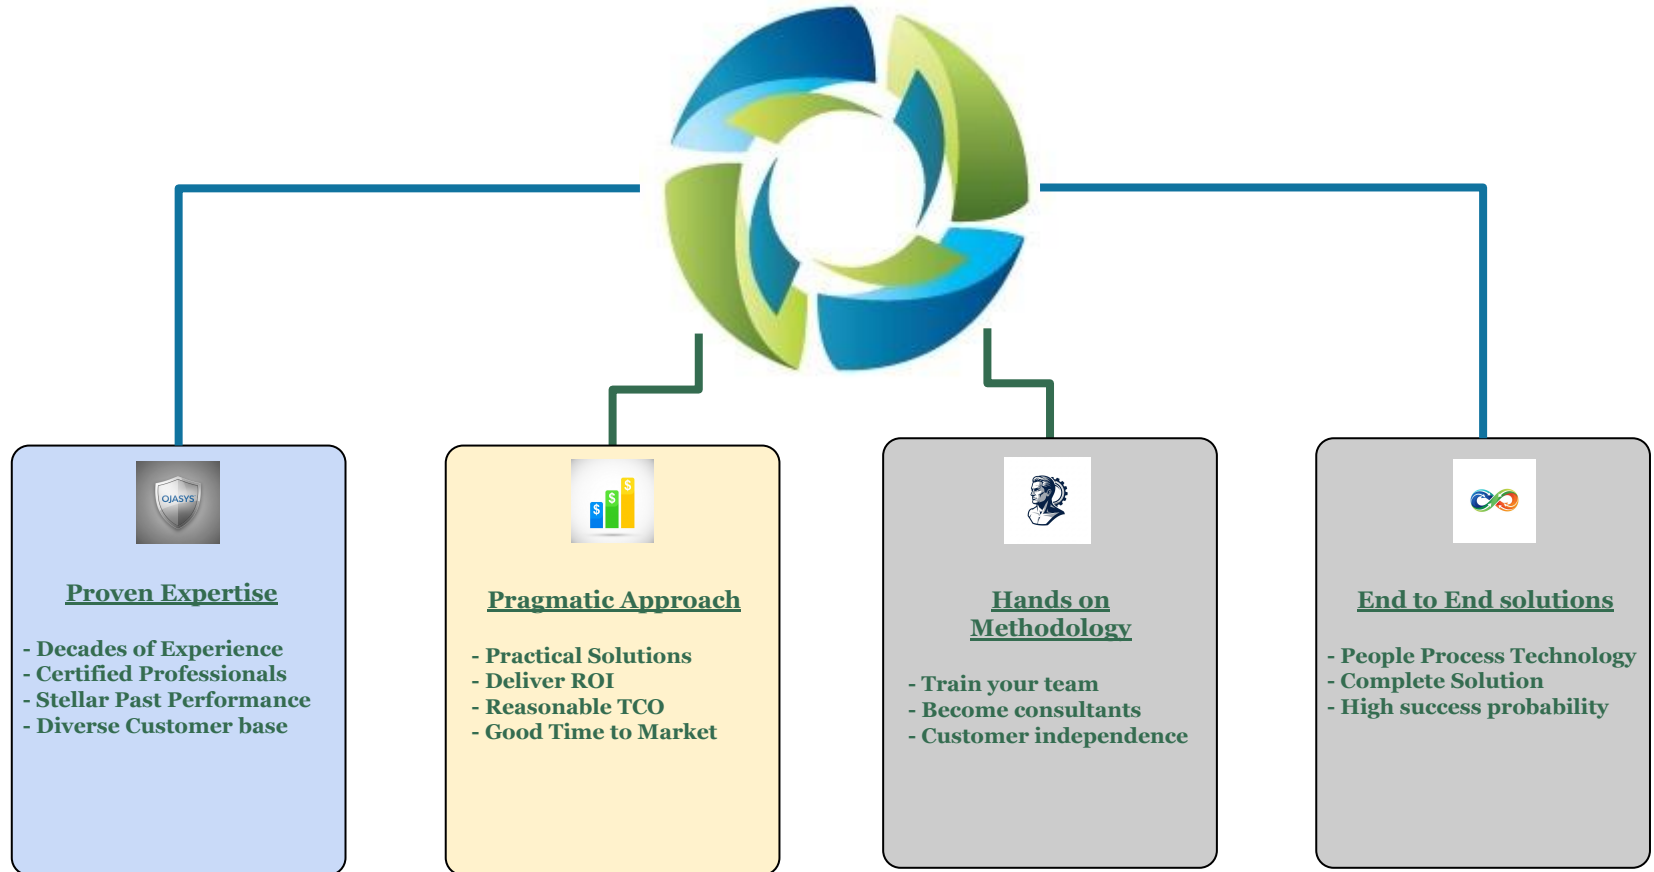 OJASYS
$
$
$
Proven Expertise
- Decades of Experience
- Certified Professionals
- Stellar Past Performance
- Diverse Customer base
Pragmatic Approach
- Practical Solutions
- Deliver ROI
- Reasonable TCO
- Good Time to Market
Hands on
Methodology
- Train your team
- Become consultants
- Customer independence
End to End solutions
- People Process Technology
- Complete Solution
- High success probability